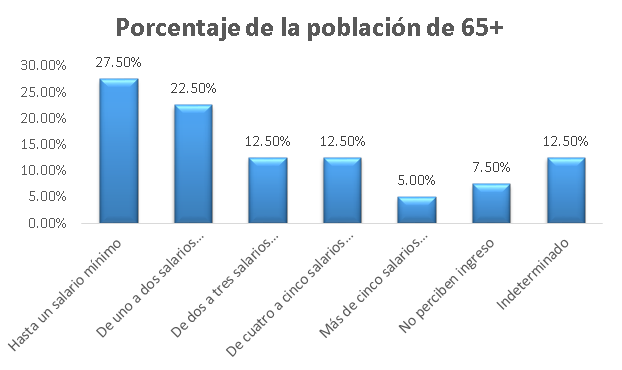 Porcentaje de la población de 65+
30.00%
25.00%
20.00%
15.00%
10.00%
5.00%
0.00%
27.50%
22.50%
12.50%
12.50%
5.00%
7.50%
12.50%
Hasta un salario mínimo
De uno a dos salarios...
De dos a tres salarios...
De cuatro a cinco salarios...
Más de cinco salarios...
No perciben ingreso
Indeterminado